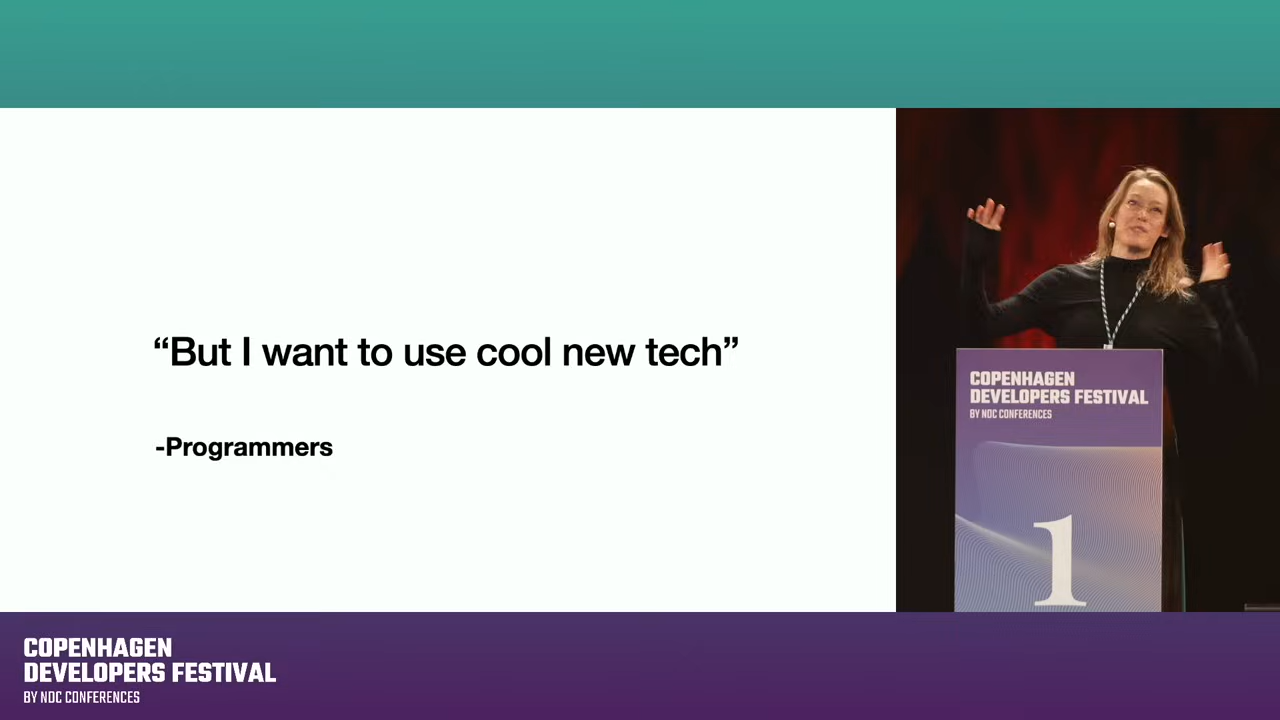 “But I want to use cool new tech”
-Programmers
COPENHAGEN
DEVELOPERS FESTIVAL
BY NDC CONFERENCES
1
COPENHAGEN
DEVELOPERS FESTIVAL
BY NDC CONFERENCES